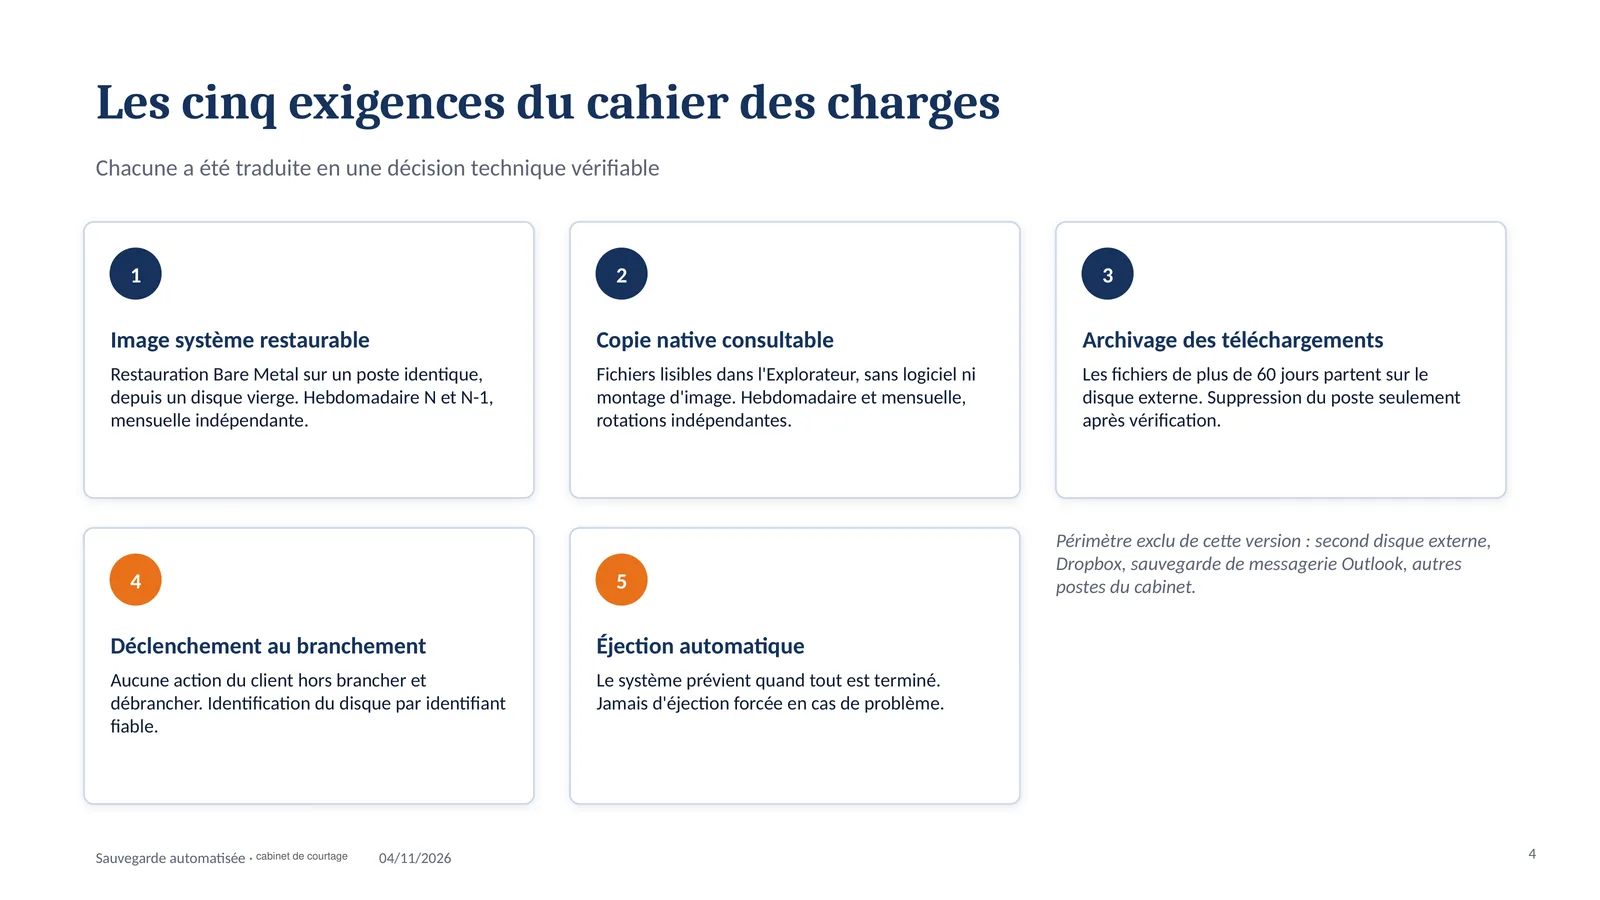 Les cinq exigences du cahier des charges
Chacune a été traduite en une décision technique vérifiable
1
Image système restaurable
Restauration Bare Metal sur un poste identique,
depuis un disque vierge. Hebdomadaire N et N-1,
mensuelle indépendante.
2
Copie native consultable
Fichiers lisibles dans l'Explorateur, sans logiciel ni
montage d'image. Hebdomadaire et mensuelle,
rotations indépendantes.
3
Archivage des téléchargements
Les fichiers de plus de 60 jours partent sur le
disque externe. Suppression du poste seulement
après vérification.
4
Déclenchement au branchement
Aucune action du client hors brancher et
débrancher. Identification du disque par identifiant
fiable.
5
Éjection automatique
Le système prévient quand tout est terminé.
Jamais d'éjection forcée en cas de problème.
Périmètre exclu de cette version : second disque externe,
Dropbox, sauvegarde de messagerie Outlook, autres
postes du cabinet.
Sauvegarde automatisée · cabinet de courtage 04/11/2026
4